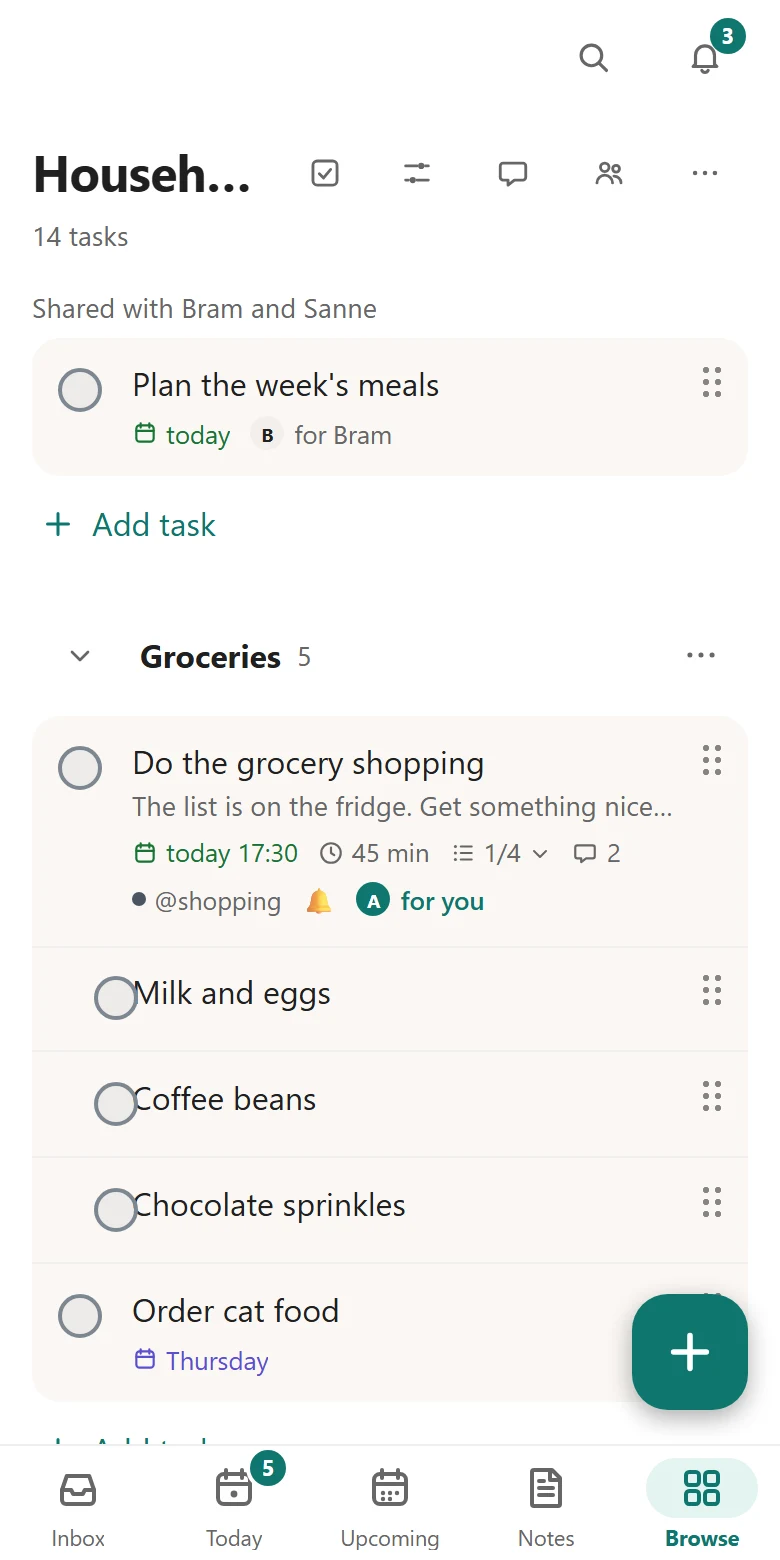 3
Househ...
14 tasks
Shared with Bram and Sanne
Plan the week's meals
today B for Bram
+ Add task
Groceries 5
Do the grocery shopping
The list is on the fridge. Get something nice...
today 17:30 45 min 1/4 2
@shopping A for you
Milk and eggs
Coffee beans
Chocolate sprinkles
Order cat food
Thursday
5
Inbox Today Upcoming Notes Browse